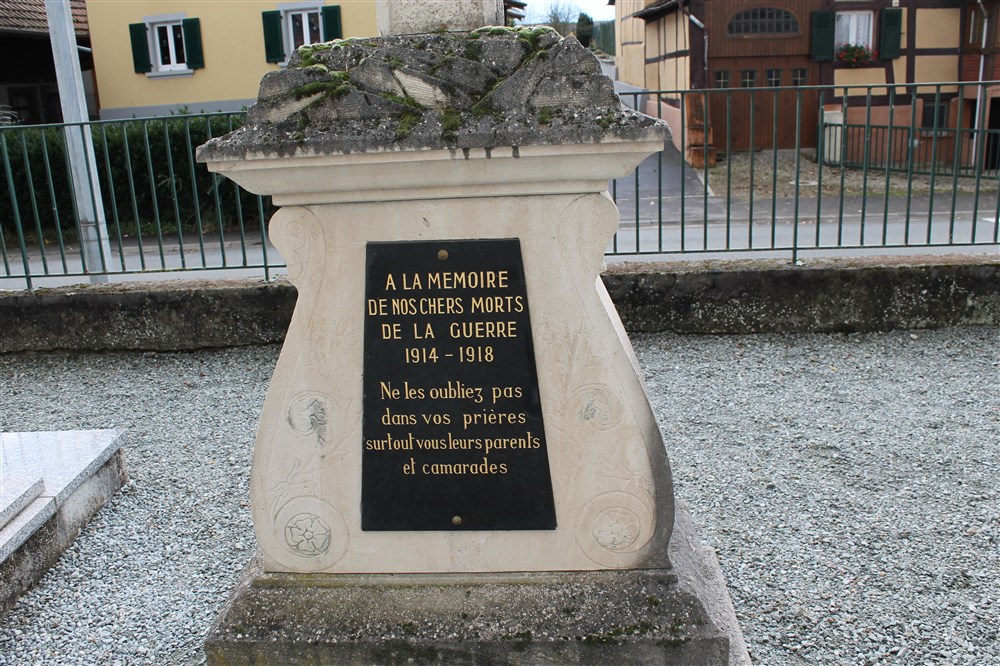 A LA MEMOIRE
DE NOS CHERS MORTS
DE LA GUERRE
1914 - 1918
Ne les oubliez pas
dans vos prières
surtout vous leurs parents
et camarades